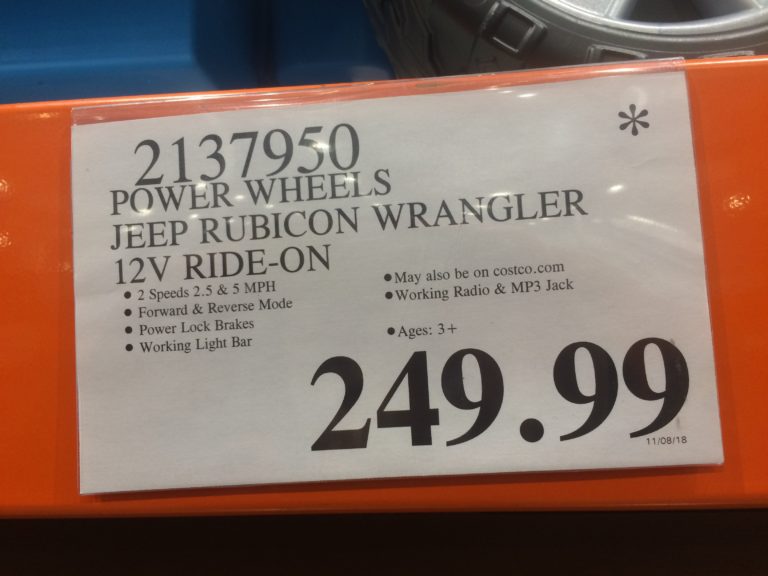 *
2137950
POWER WHEELS
JEEP RUBICON WRANGLER
12V RIDE-ON
• 2 Speeds 2.5 & 5 MPH
• Forward & Reverse Mode
• Power Lock Brakes
• Working Light Bar
• May also be on costco.com
• Working Radio & MP3 Jack
• Ages: 3+
249.99
11/08/18